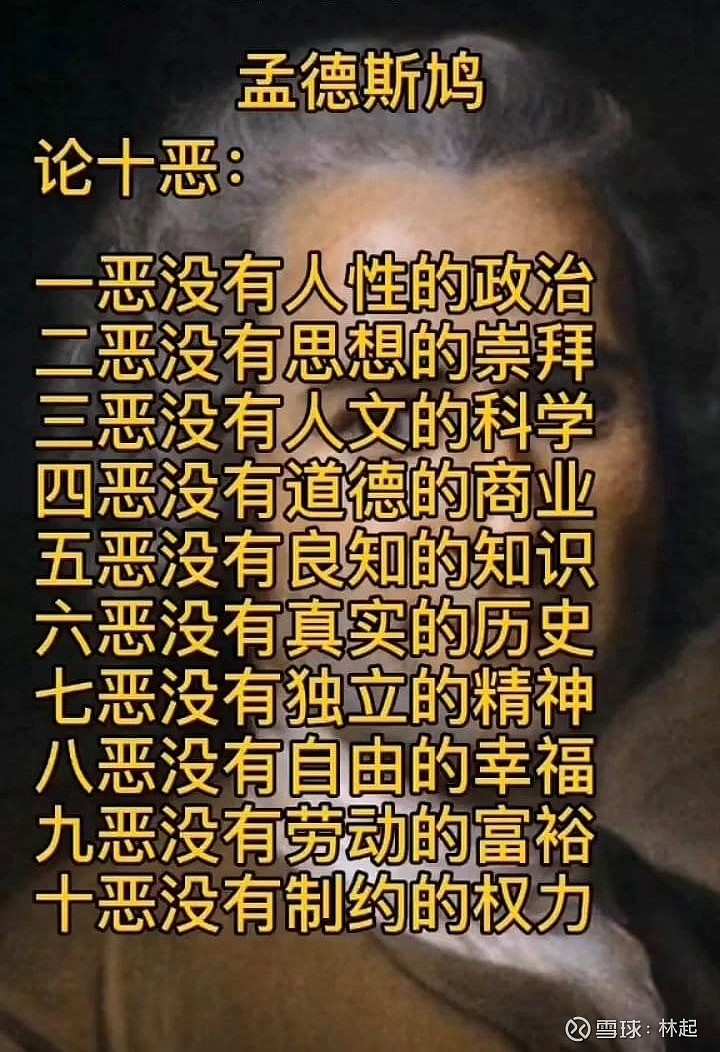 孟德斯鸠
论十恶：
一恶没有人性的政治
二恶没有思想的崇拜
三恶没有人文的科学
四恶没有道德的商业
五恶没有良知的知识
六恶没有真实的历史
七恶没有独立的精神
八恶没有自由的幸福
九恶没有劳动的富裕
十恶没有制约的权力
雪球：林起